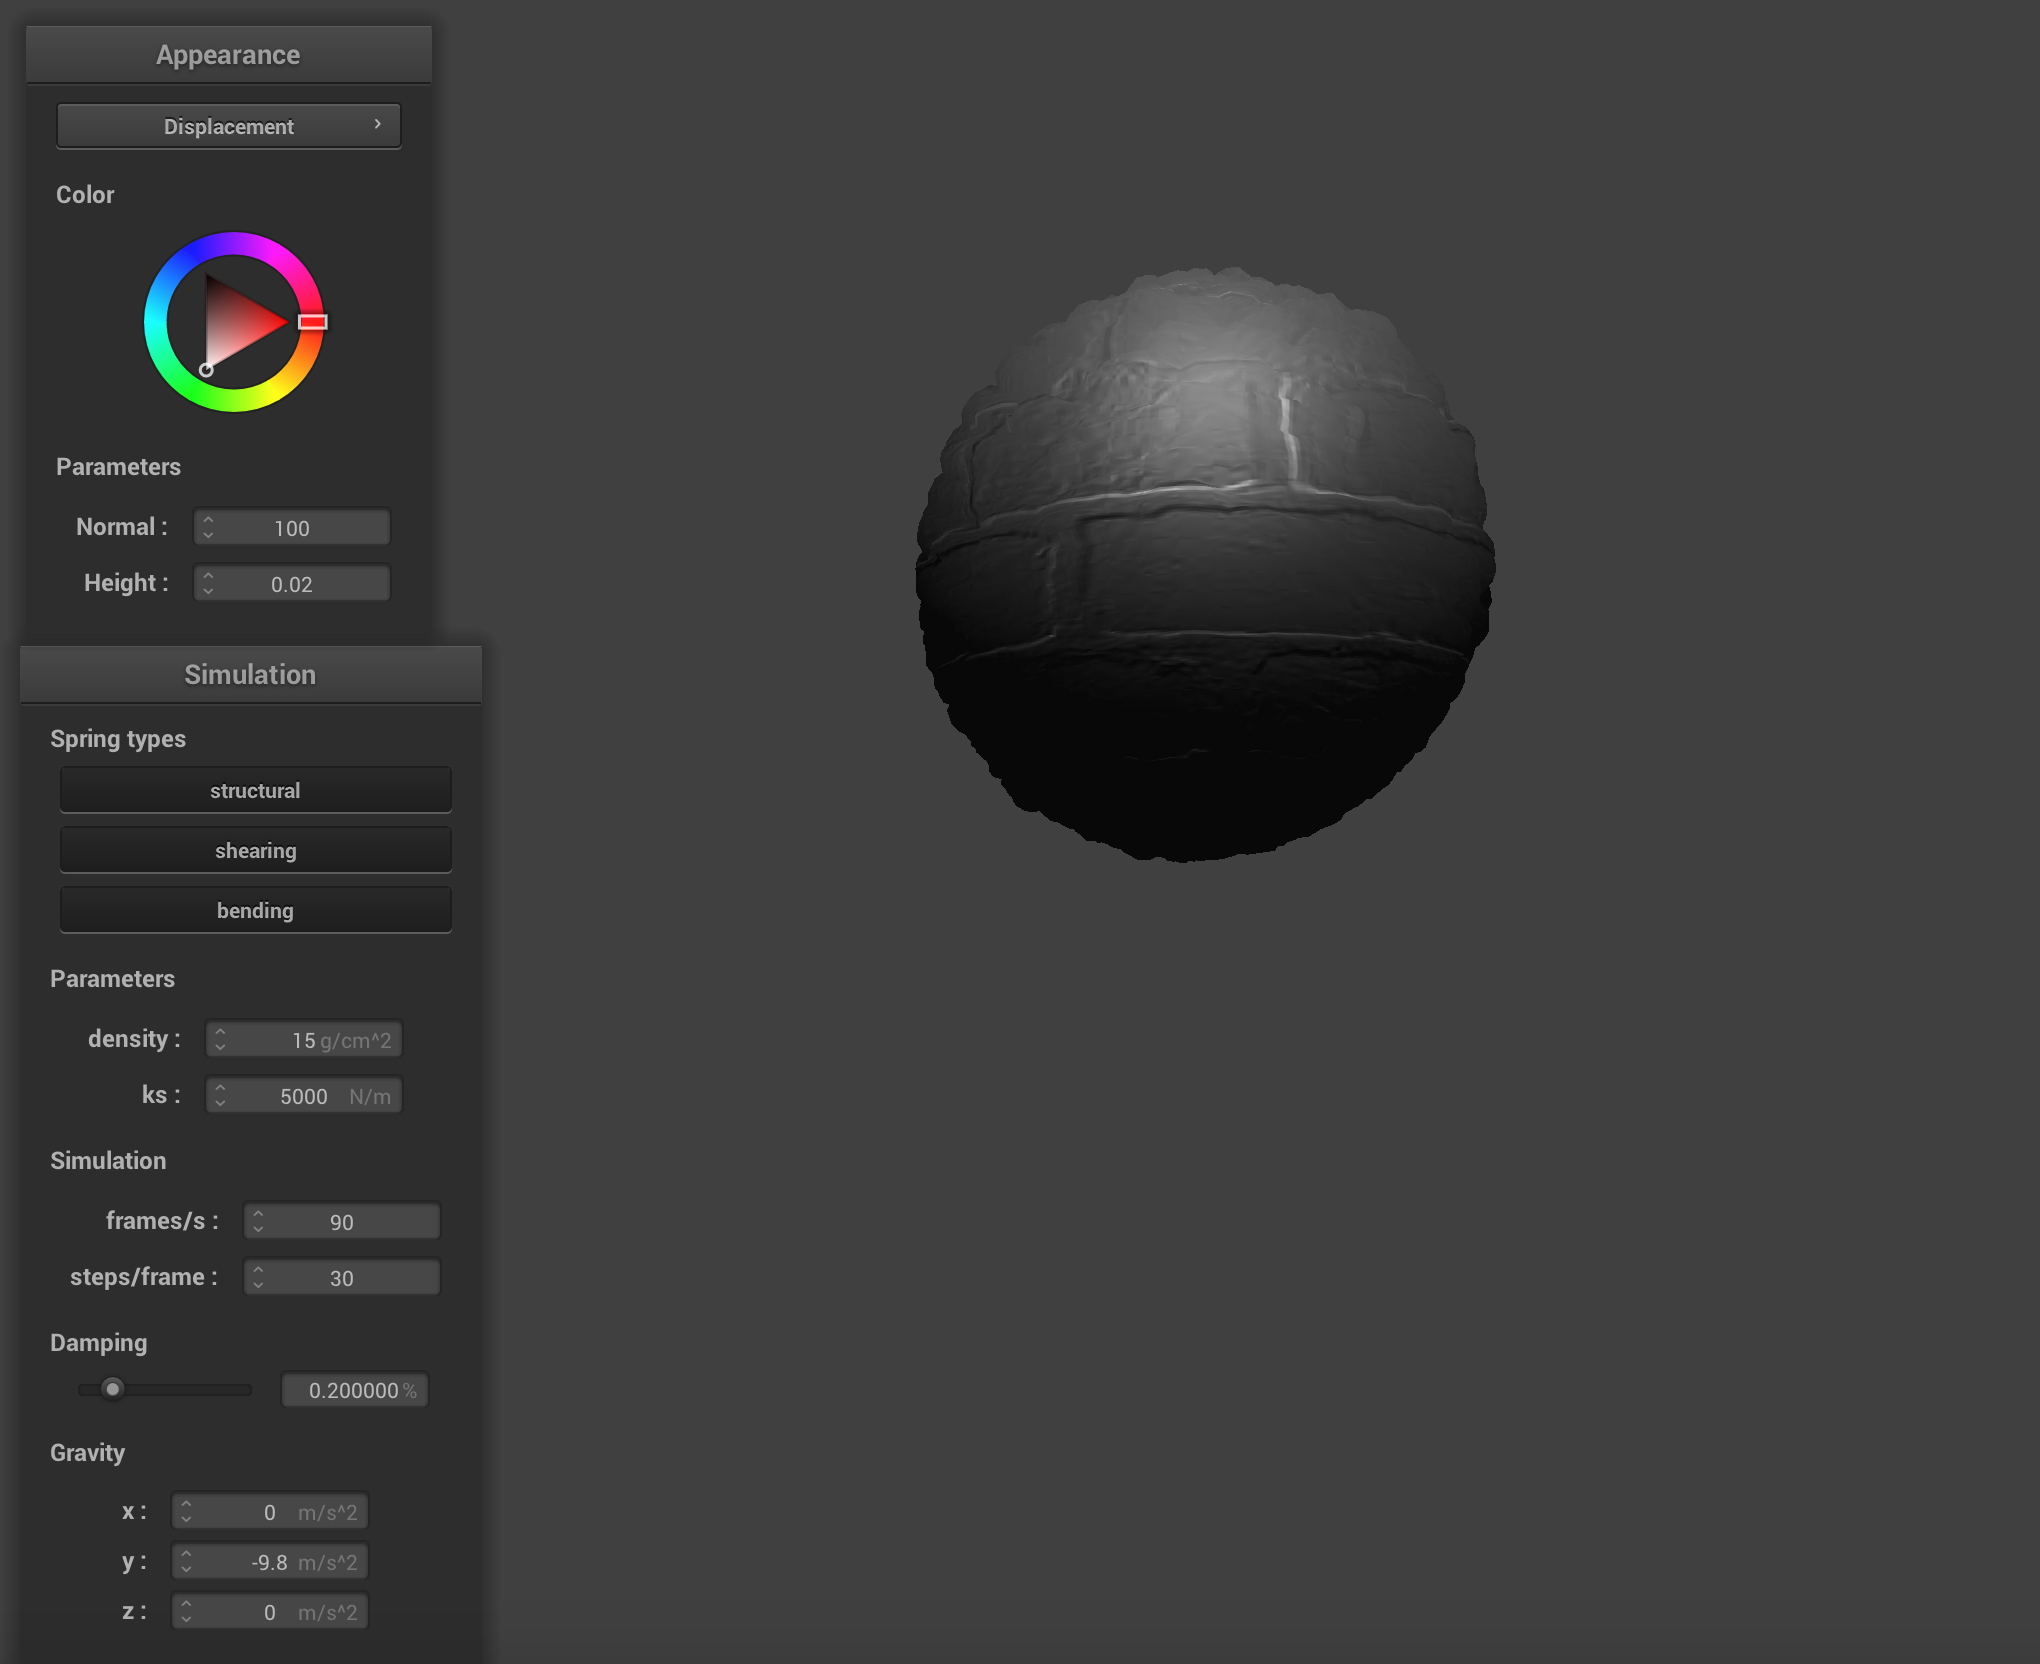 Appearance
Displacement
Color
Parameters
Normal : 100
Height : 0.02
Simulation
Spring types
structural
shearing
bending
Parameters
density : 15 g/cm^2
ks : 5000 N/m
Simulation
frames/s : 90
steps/frame : 30
Damping
0.200000 %
Gravity
x : 0 m/s^2
y : -9.8 m/s^2
z : 0 m/s^2